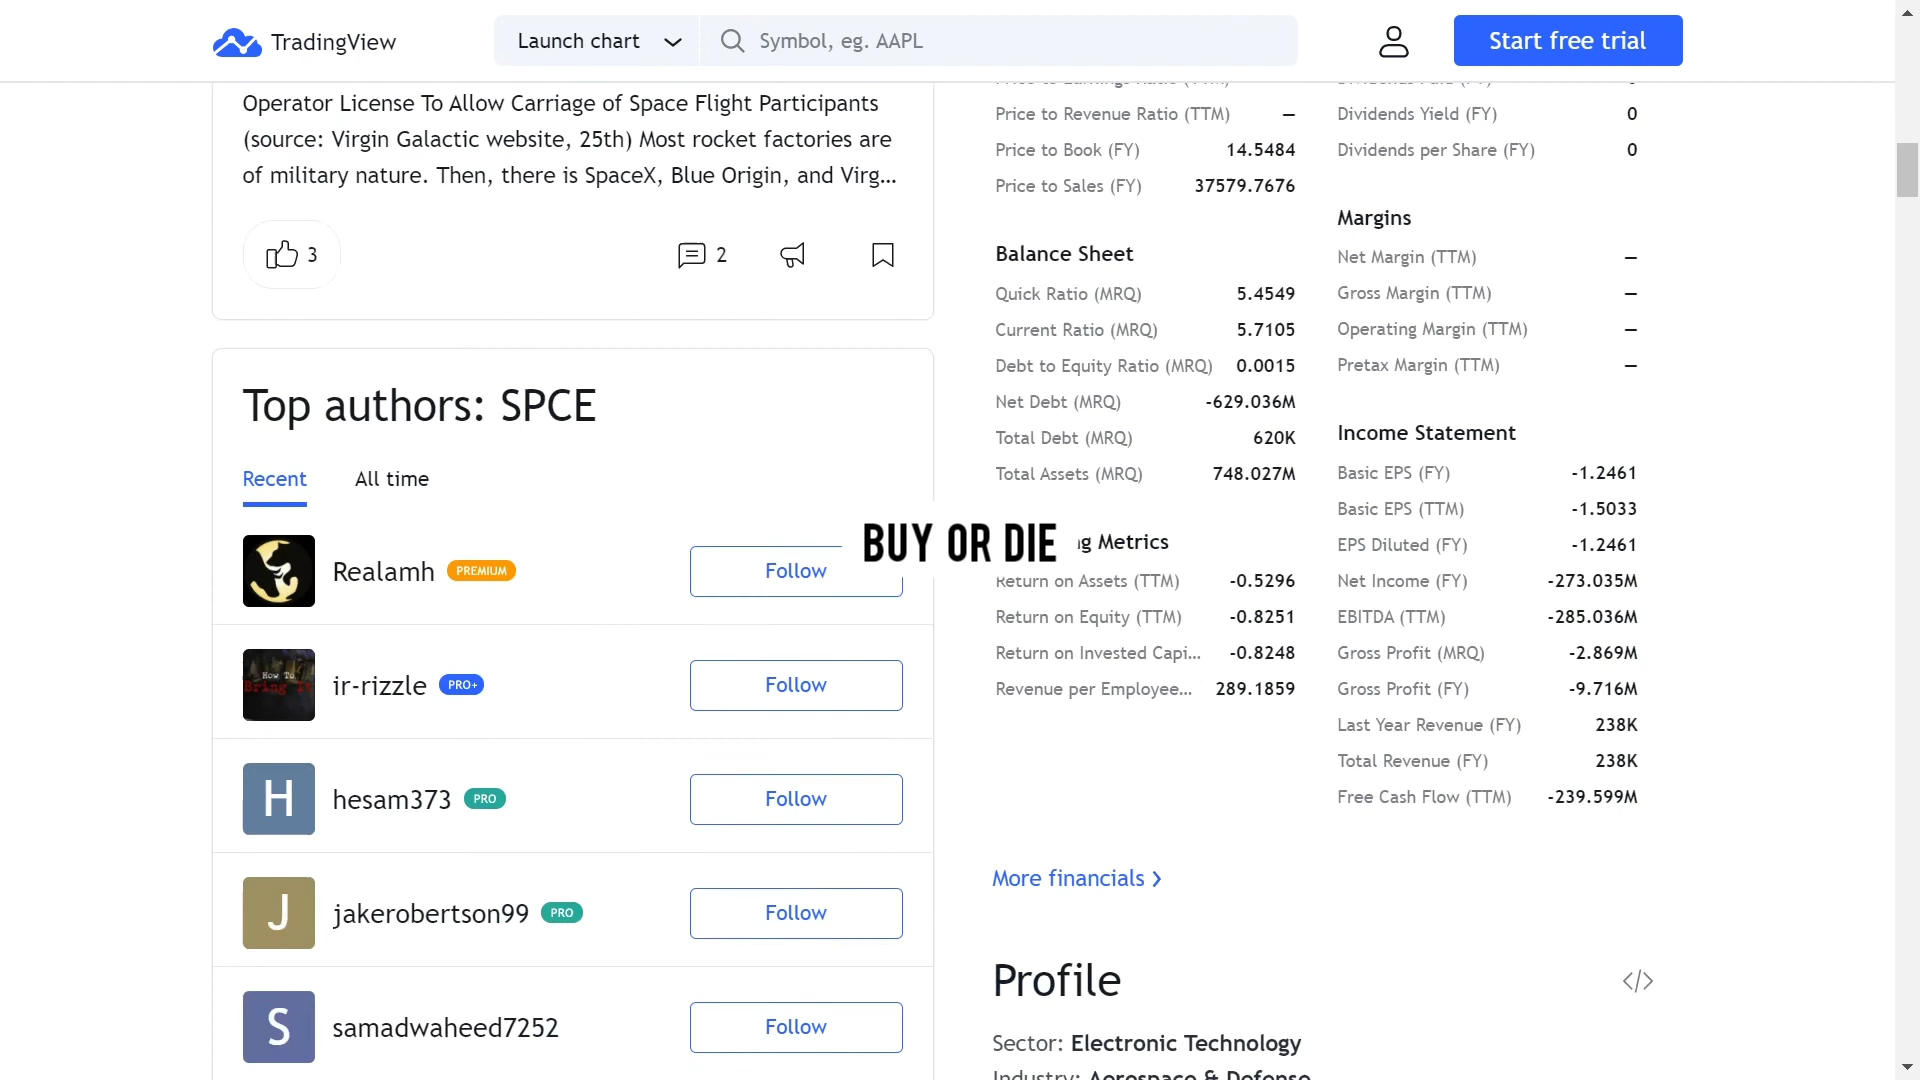 TradingView
Launch chart
Symbol, eg. AAPL
Start free trial
Operator License To Allow Carriage of Space Flight Participants
(source: Virgin Galactic website, 25th) Most rocket factories are
of military nature. Then, there is SpaceX, Blue Origin, and Virg...
3
2
Top authors: SPCE
Recent
All time
Realamh PREMIUM
Follow
How To
Bring It
ir-rizzle PRO+
Follow
H
hesam373 PRO
Follow
J
jakerobertson99 PRO
Follow
S
samadwaheed7252
Follow
BUY OR DIE
Price to Revenue Ratio (TTM) —
Price to Book (FY) 14.5484
Price to Sales (FY) 37579.7676
Balance Sheet
Quick Ratio (MRQ) 5.4549
Current Ratio (MRQ) 5.7105
Debt to Equity Ratio (MRQ) 0.0015
Net Debt (MRQ) -629.036M
Total Debt (MRQ) 620K
Total Assets (MRQ) 748.027M
Metrics
Return on Assets (TTM) -0.5296
Return on Equity (TTM) -0.8251
Return on Invested Capi... -0.8248
Revenue per Employee... 289.1859
Dividends Yield (FY) 0
Dividends per Share (FY) 0
Margins
Net Margin (TTM) —
Gross Margin (TTM) —
Operating Margin (TTM) —
Pretax Margin (TTM) —
Income Statement
Basic EPS (FY) -1.2461
Basic EPS (TTM) -1.5033
EPS Diluted (FY) -1.2461
Net Income (FY) -273.035M
EBITDA (TTM) -285.036M
Gross Profit (MRQ) -2.869M
Gross Profit (FY) -9.716M
Last Year Revenue (FY) 238K
Total Revenue (FY) 238K
Free Cash Flow (TTM) -239.599M
More financials
Profile
</>
Sector: Electronic Technology
Industry: Aerospace & Defense